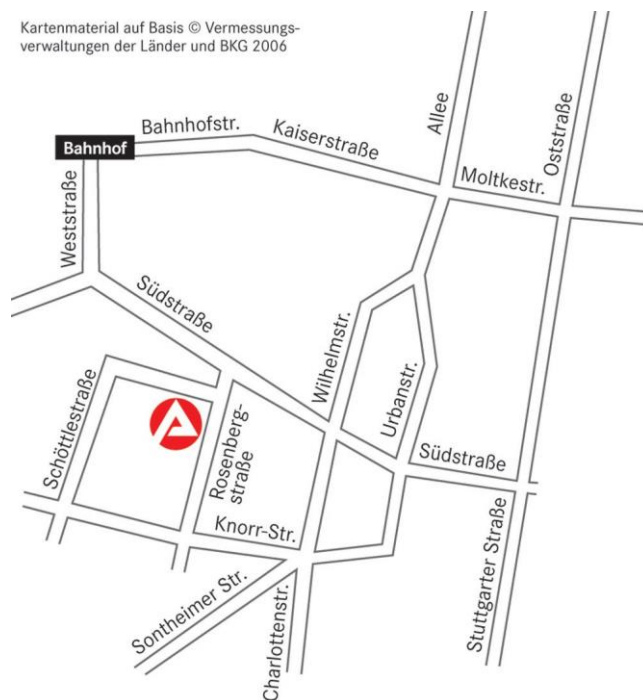 Kartenmaterial auf Basis © Vermessungs-
verwaltungen der Länder und BKG 2006
Allee
Oststraße
Bahnhofstr.
Kaiserstraße
Bahnhof
Moltkestr.
Weststraße
Südstraße
Wilhelmstr.
Urbanstr.
Schöttlestraße
Rosenberg-
straße
Südstraße
Knorr-Str.
Stuttgarter Straße
Sontheimer Str.
Charlottenstr.